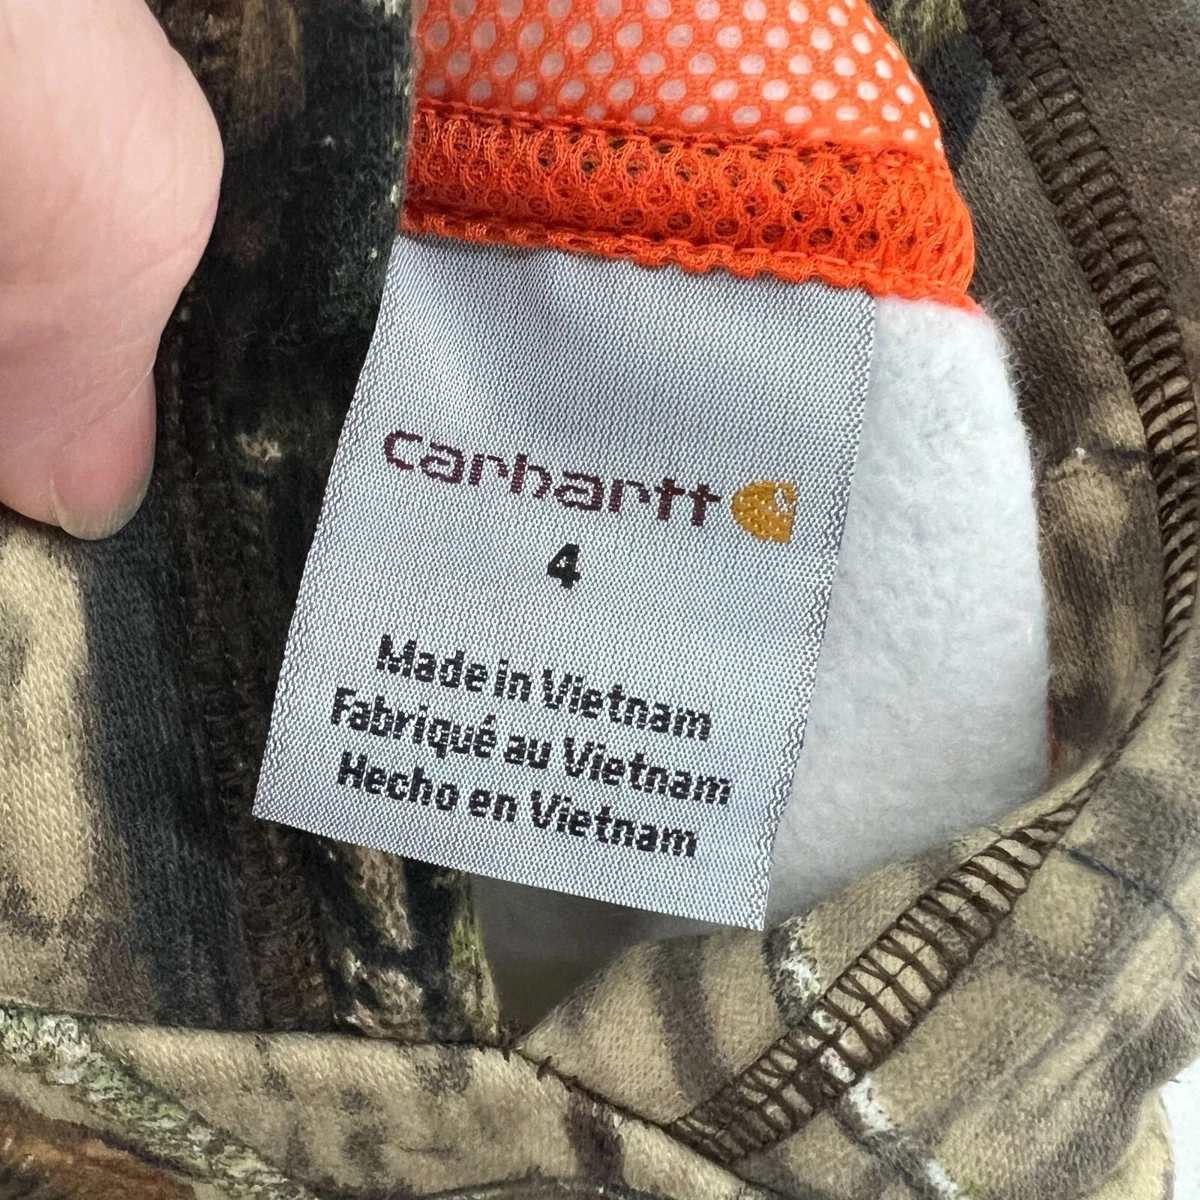 carhartt
4
Made in Vietnam
Fabriqué au Vietnam
Hecho en Vietnam